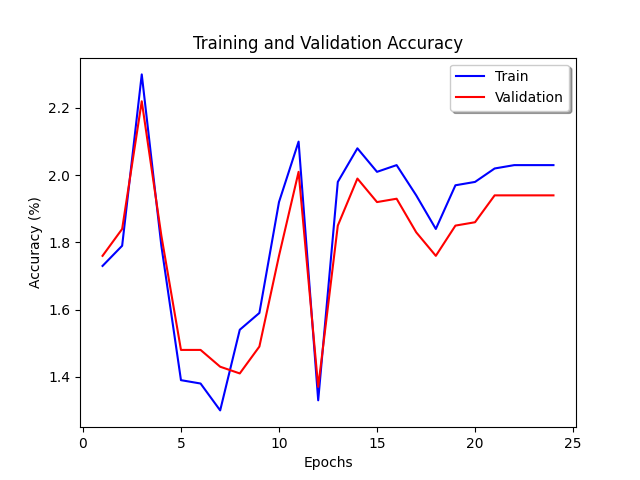 Training and Validation Accuracy
Train
Validation
Accuracy (%)
2.2
2.0
1.8
1.6
1.4
0 5 10 15 20 25
Epochs